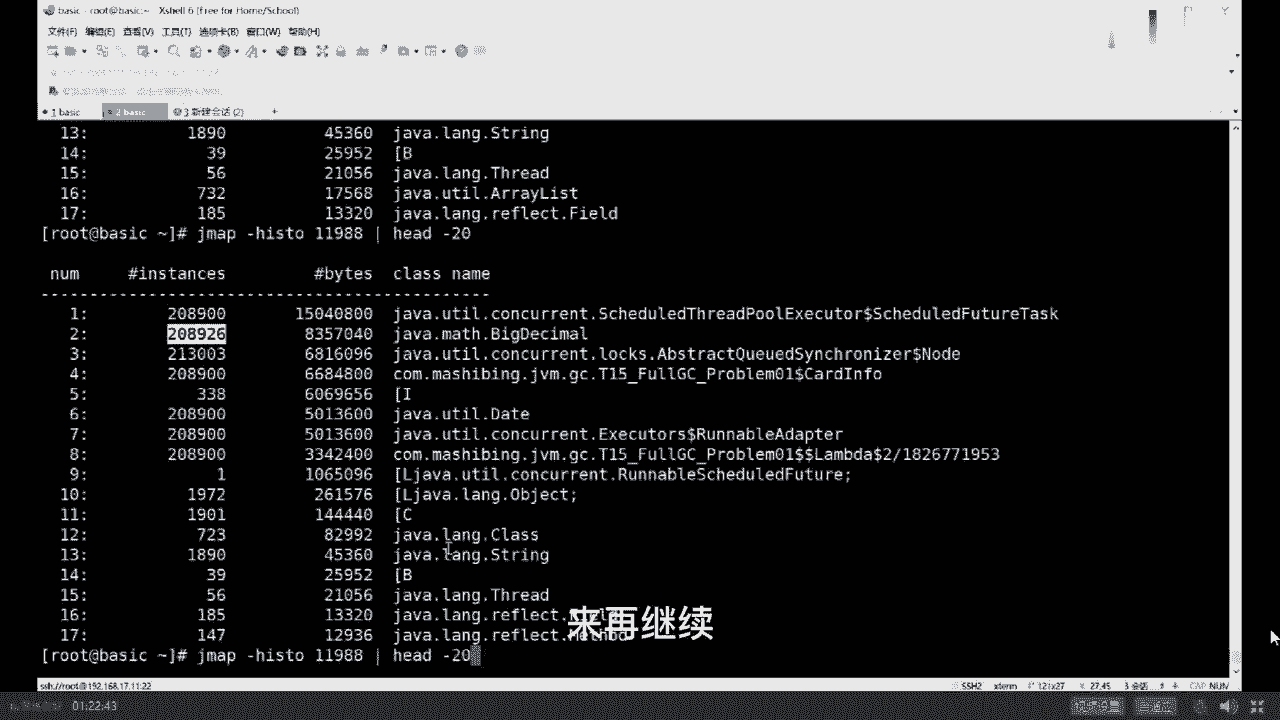 basic - root@basic:~ - Xshell 6 (Free for Home/School)
文件(F) 编辑(E) 查看(V) 工具(T) 选项卡(B) 窗口(W) 帮助(H)
1 basic 2 basic 3 新建会话 (2) +
13: 1890 45360 java.lang.String
14: 39 25952 [B
15: 56 21056 java.lang.Thread
16: 732 17568 java.util.ArrayList
17: 185 13320 java.lang.reflect.Field
[root@basic ~]# jmap -histo 11988 | head -20
num #instances #bytes class name
----------------------------------------------
1: 208900 15040800 java.util.concurrent.ScheduledThreadPoolExecutor$ScheduledFutureTask
2: 208926 8357040 java.math.BigDecimal
3: 213003 6816096 java.util.concurrent.locks.AbstractQueuedSynchronizer$Node
4: 208900 6684800 com.mashibing.jvm.gc.T15_FullGC_Problem01$CardInfo
5: 338 6069656 [I
6: 208900 5013600 java.util.Date
7: 208900 5013600 java.util.concurrent.Executors$RunnableAdapter
8: 208900 3342400 com.mashibing.jvm.gc.T15_FullGC_Problem01$$Lambda$2/1826771953
9: 1 1065096 [Ljava.util.concurrent.RunnableScheduledFuture;
10: 1972 261576 [Ljava.lang.Object;
11: 1901 144440 [C
12: 723 82992 java.lang.Class
13: 1890 45360 java.lang.String
14: 39 25952 [B
15: 56 21056 java.lang.Thread
16: 185 13320 java.lang.reflect.Field
17: 147 12936 java.lang.reflect.Method
来再继续
[root@basic ~]# jmap -histo 11988 | head -20
ssh://root@192.168.17.11:22 SSH2 xterm 121x27 27,45 3 会话 CAP NUM
01:22:43